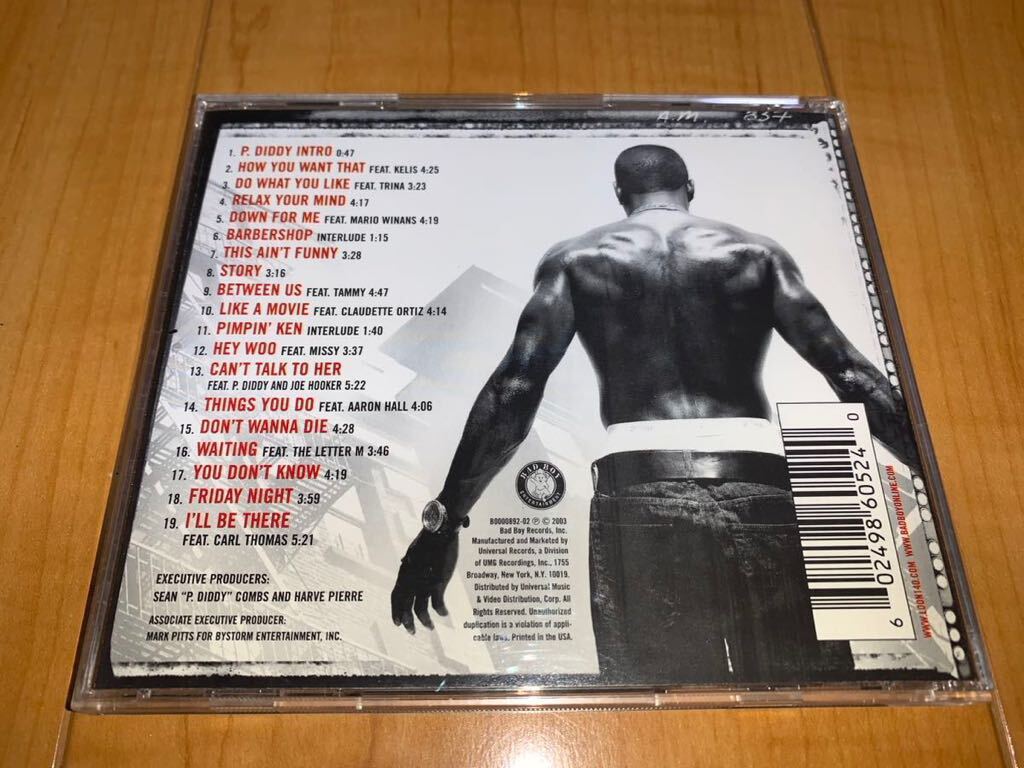 A.M. 357
1. P. DIDDY INTRO 0:47
2. HOW YOU WANT THAT FEAT. KELIS 4:25
3. DO WHAT YOU LIKE FEAT. TRINA 3:23
4. RELAX YOUR MIND 4:17
5. DOWN FOR ME FEAT. MARIO WINANS 4:19
6. BARBERSHOP INTERLUDE 1:15
7. THIS AIN'T FUNNY 3:28
8. STORY 3:16
9. BETWEEN US FEAT. TAMMY 4:47
10. LIKE A MOVIE FEAT. CLAUDETTE ORTIZ 4:14
11. PIMPIN' KEN INTERLUDE 1:40
12. HEY WOO FEAT. MISSY 3:37
13. CAN'T TALK TO HER
FEAT. P. DIDDY AND JOE HOOKER 5:22
14. THINGS YOU DO FEAT. AARON HALL 4:06
15. DON'T WANNA DIE 4:28
16. WAITING FEAT. THE LETTER M 3:46
17. YOU DON'T KNOW 4:19
18. FRIDAY NIGHT 3:59
19. I'LL BE THERE
FEAT. CARL THOMAS 5:21
EXECUTIVE PRODUCERS:
SEAN "P. DIDDY" COMBS AND HARVE PIERRE
ASSOCIATE EXECUTIVE PRODUCER:
MARK PITTS FOR BYSTORM ENTERTAINMENT, INC.
BAD BOY
ENTERTAINMENT
B0000892-02 ℗ © 2003
Bad Boy Records, Inc.
Manufactured and Marketed by
Universal Records, a Division
of UMG Recordings, Inc., 1755
Broadway, New York, N.Y. 10019.
Distributed by Universal Music
& Video Distribution, Corp. All
Rights Reserved. Unauthorized
duplication is a violation of appli-
cable laws. Printed in the USA.
6 02498 60524 0
WWW.LOON140.COM WWW.BADBOYONLINE.COM